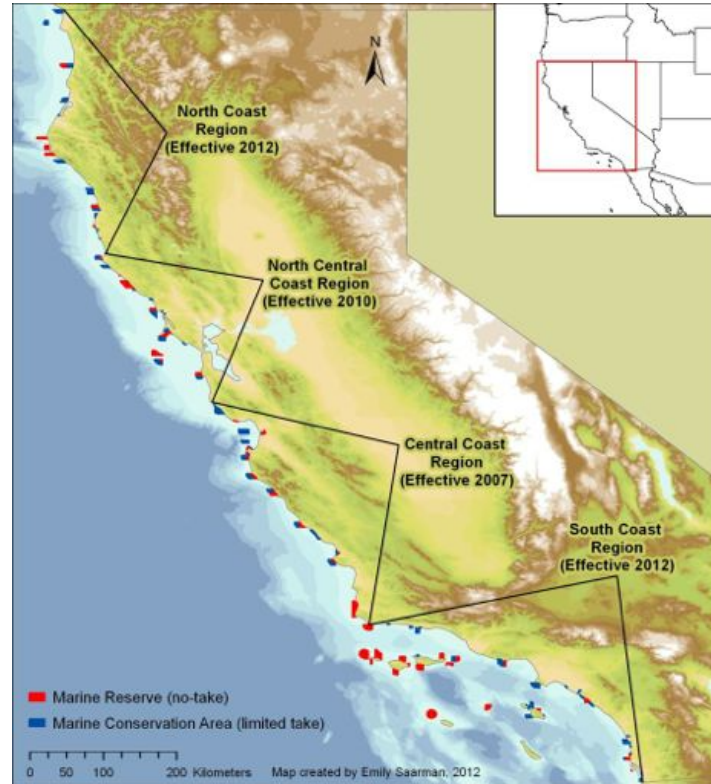 N
North Coast
Region
(Effective 2012)
North Central
Coast Region
(Effective 2010)
Central Coast
Region
(Effective 2007)
South Coast
Region
(Effective 2012)
Marine Reserve (no-take)
Marine Conservation Area (limited take)
0 50 100 200 Kilometers Map created by Emily Saarman, 2012